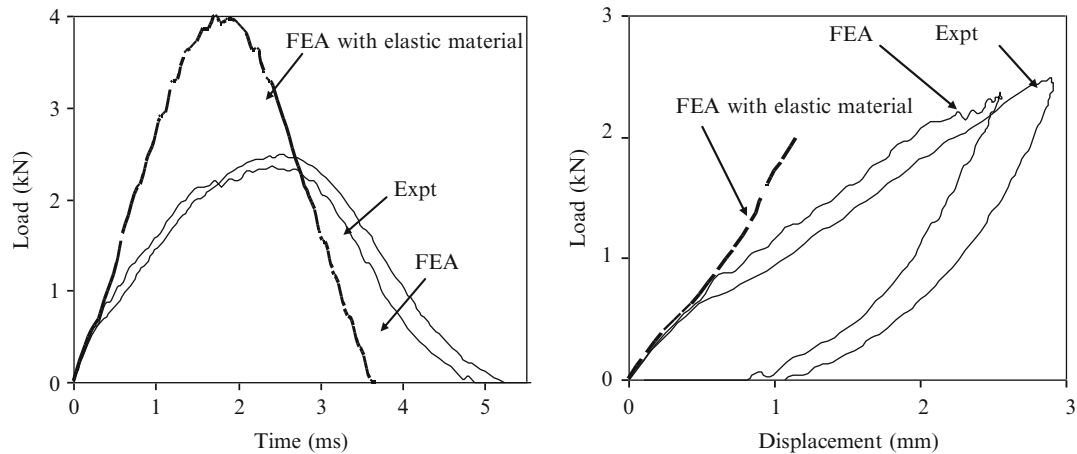 4
3
2
1
0
Load (kN)
FEA with elastic material
Expt
FEA
0
1
2
3
4
5
Time (ms)
3
2
1
0
Load (kN)
FEA
Expt
FEA with elastic material
0
1
2
3
Displacement (mm)